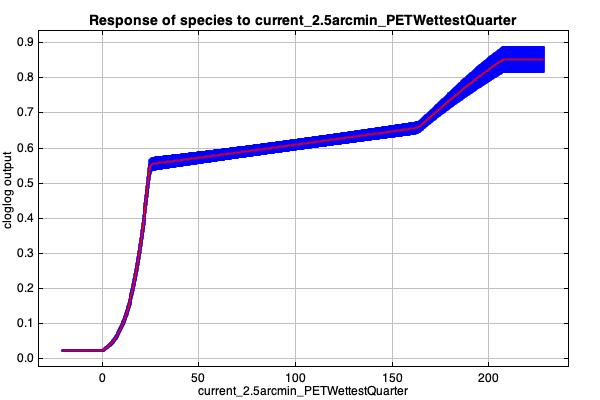 Response of species to current_2.5arcmin_PETWettestQuarter
cloglog output
0.9
0.8
0.7
0.6
0.5
0.4
0.3
0.2
0.1
0.0
0 50 100 150 200
current_2.5arcmin_PETWettestQuarter